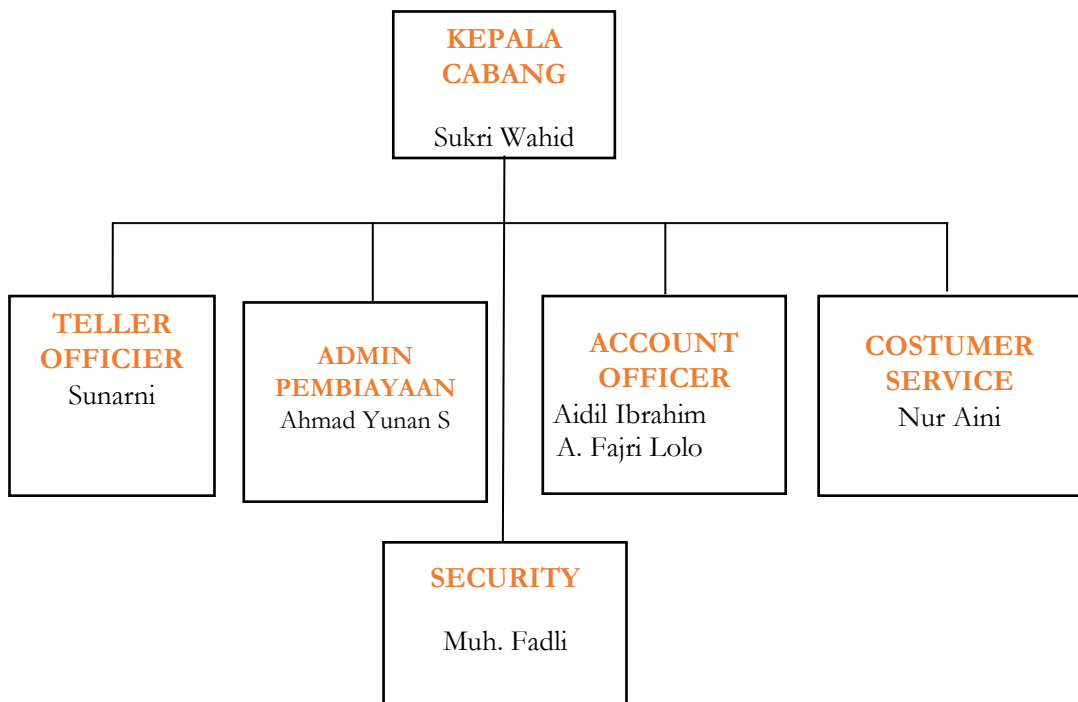 KEPALA
CABANG
Sukri Wahid
TELLER
OFFICIER
Sunarni
ADMIN
PEMBIAYAAN
Ahmad Yunan S
ACCOUNT
OFFICER
Aidil Ibrahim
A. Fajri Lolo
COSTUMER
SERVICE
Nur Aini
SECURITY
Muh. Fadli